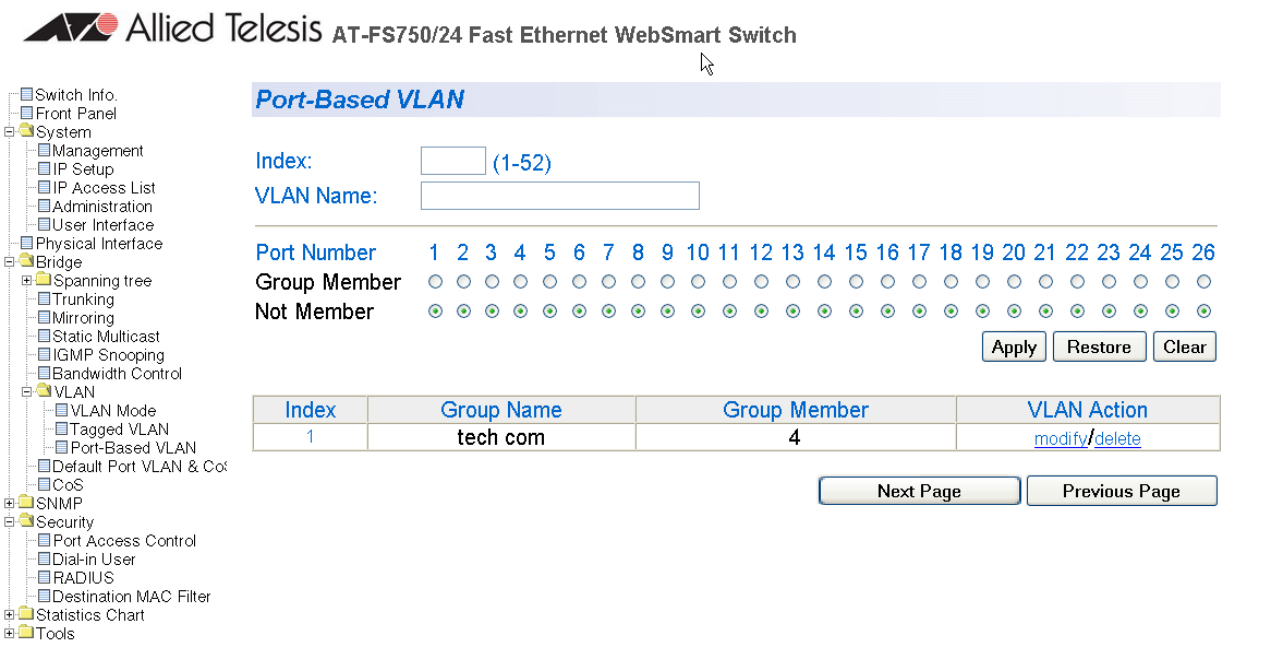 Allied Telesis AT-FS750/24 Fast Ethernet WebSmart Switch
Switch Info.
Front Panel
System
Management
IP Setup
IP Access List
Administration
User Interface
Physical Interface
Bridge
Spanning tree
Trunking
Mirroring
Static Multicast
IGMP Snooping
Bandwidth Control
VLAN
VLAN Mode
Tagged VLAN
Port-Based VLAN
Default Port VLAN & CoS
CoS
SNMP
Security
Port Access Control
Dial-in User
RADIUS
Destination MAC Filter
Statistics Chart
Tools
Port-Based VLAN
Index: (1-52)
VLAN Name:
Port Number 1 2 3 4 5 6 7 8 9 10 11 12 13 14 15 16 17 18 19 20 21 22 23 24 25 26
Group Member
Not Member
Apply Restore Clear
Index Group Name Group Member VLAN Action
1 tech com 4 modify/delete
Next Page Previous Page